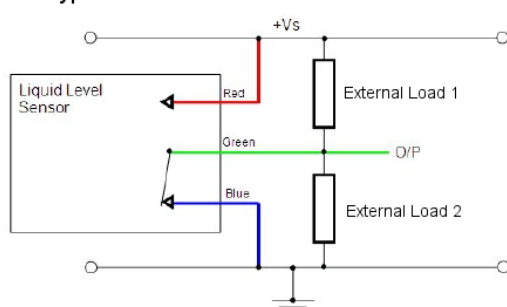 +Vs
Liquid Level
Sensor
Red
External Load 1
Green
O/P
Blue
External Load 2